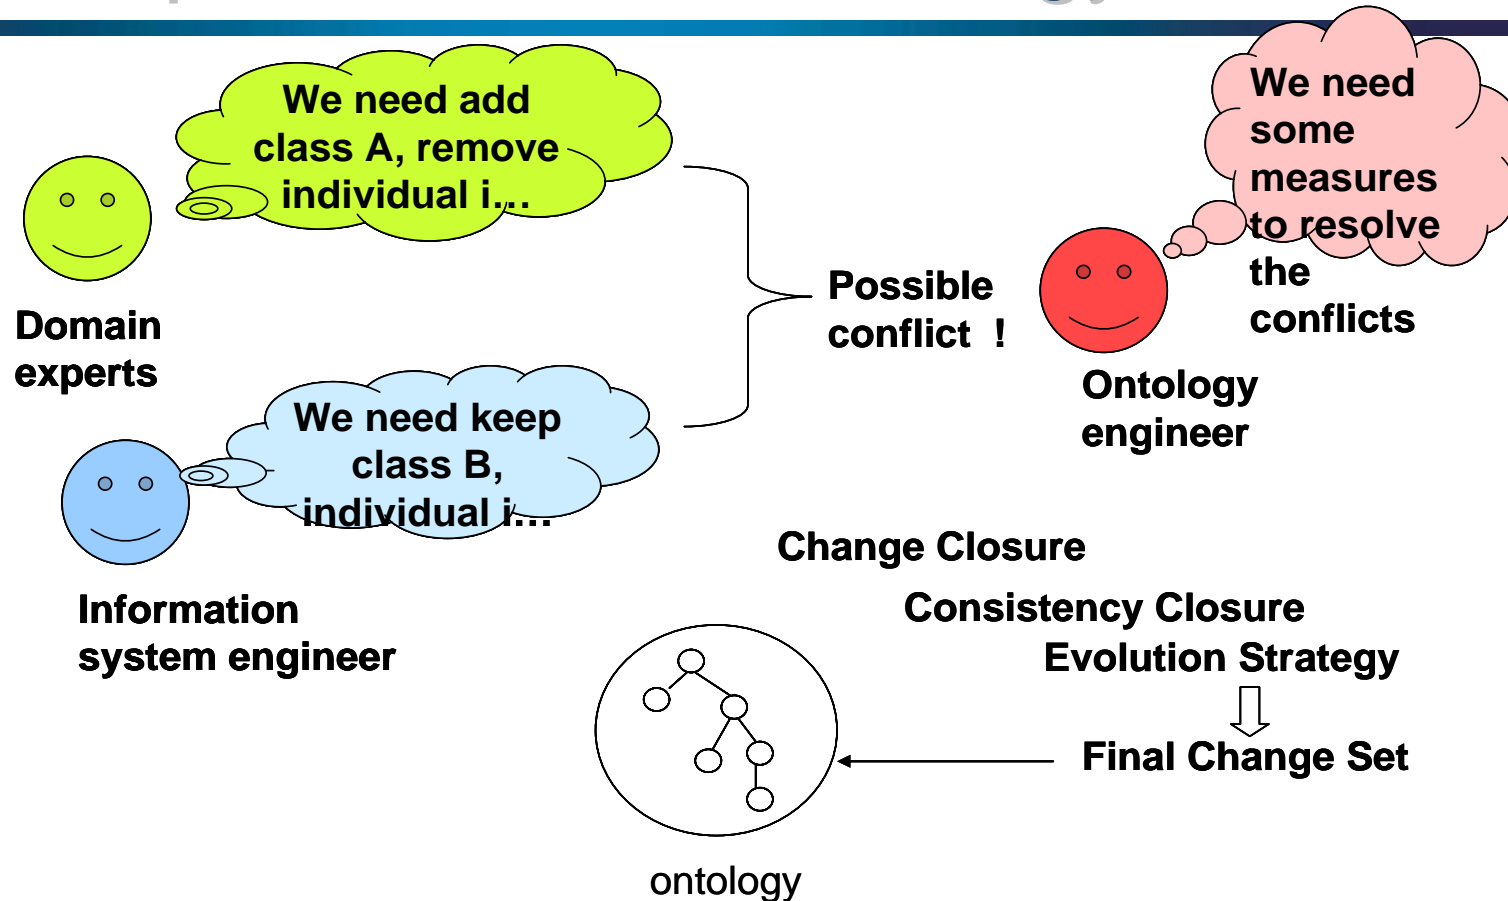 We need add
class A, remove
individual i...
Domain
experts
We need keep
class B,
individual i...
Information
system engineer
Possible
conflict !
We need
some
measures
to resolve
the
conflicts
Ontology
engineer
Change Closure
Consistency Closure
Evolution Strategy
Final Change Set
ontology